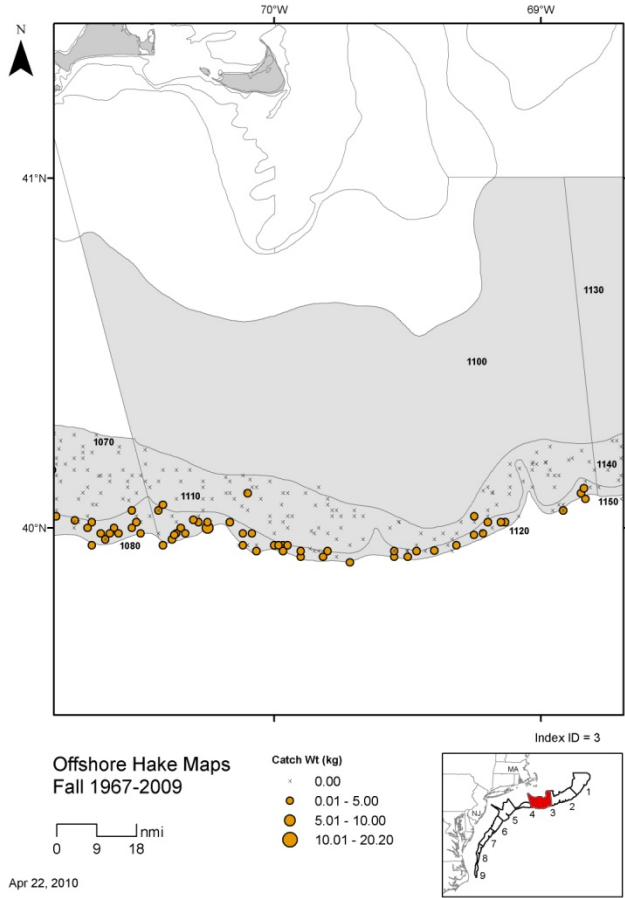 70°W 69°W
N
41°N
1130
1100
1070
1140
1110
1150
40°N
1120
1080
Index ID = 3
Offshore Hake Maps
Fall 1967-2009
0 9 18 nmi
Apr 22, 2010
Catch Wt (kg)
0.00
0.01 - 5.00
5.01 - 10.00
10.01 - 20.20
MA
NJ
1
2
3
4
5
6
7
8
9